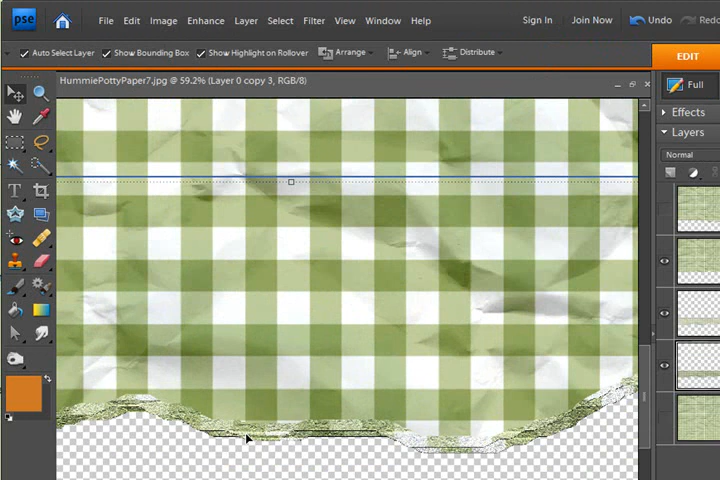 pse File Edit Image Enhance Layer Select Filter View Window Help Sign In Join Now Undo Redo
Auto Select Layer Show Bounding Box Show Highlight on Rollover Arrange Align Distribute EDIT
HummiePottyPaper7.jpg @ 59.2% (Layer 0 copy 3, RGB/8)
Full
Effects
Layers
Normal
T